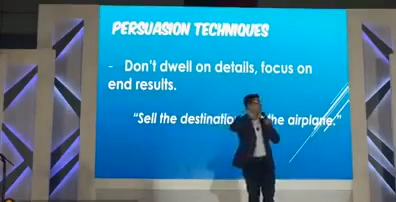 PERSUASION TECHNIQUES
- Don't dwell on details, focus on
end results.
"Sell the destination the airplane."